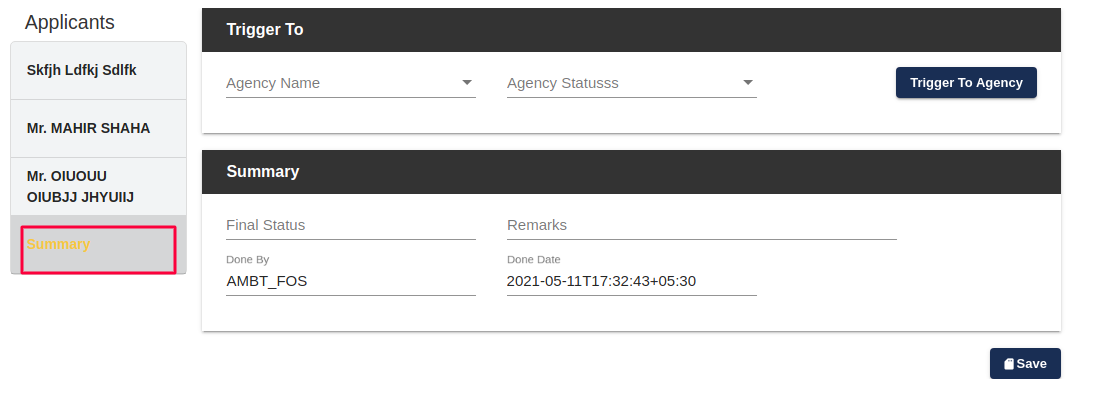 Applicants
Skfjh Ldfkj Sdlfk
Mr. MAHIR SHAHA
Mr. OIUOUU
OIUBJJ JHYUIIJ
Summary
Trigger To
Agency Name
Agency Statusss
Trigger To Agency
Summary
Final Status
Remarks
Done By
Done Date
AMBT_FOS
2021-05-11T17:32:43+05:30
Save